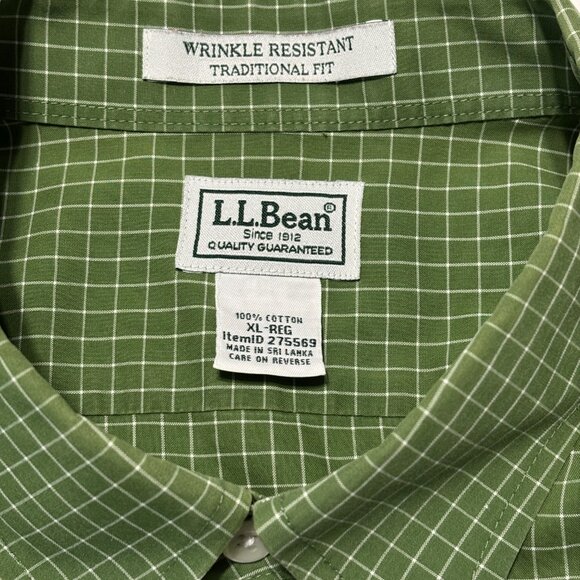 WRINKLE RESISTANT
TRADITIONAL FIT
L.L.Bean®
Since 1912
QUALITY GUARANTEED
100% COTTON
XL-REG
ItemID 275569
MADE IN SRI LANKA
CARE ON REVERSE